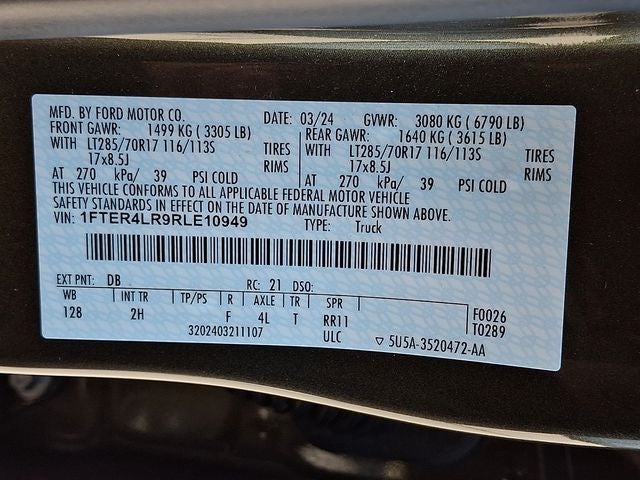 MFD. BY FORD MOTOR CO. DATE: 03/24 GVWR: 3080 KG ( 6790 LB)
FRONT GAWR: 1499 KG ( 3305 LB) REAR GAWR: 1640 KG ( 3615 LB)
WITH LT285/70R17 116/113S TIRES WITH LT285/70R17 116/113S TIRES
17x8.5J RIMS 17x8.5J RIMS
AT 270 kPa/ 39 PSI COLD AT 270 kPa/ 39 PSI COLD
THIS VEHICLE CONFORMS TO ALL APPLICABLE FEDERAL MOTOR VEHICLE
SAFETY STANDARDS IN EFFECT ON THE DATE OF MANUFACTURE SHOWN ABOVE.
VIN: 1FTER4LR9RLE10949 TYPE: Truck
EXT PNT: DB RC: 21 DSO:
WB INT TR TP/PS R AXLE TR SPR F0026
128 2H F 4L T RR11 T0289
3202403211107 ULC ▽ 5U5A-3520472-AA